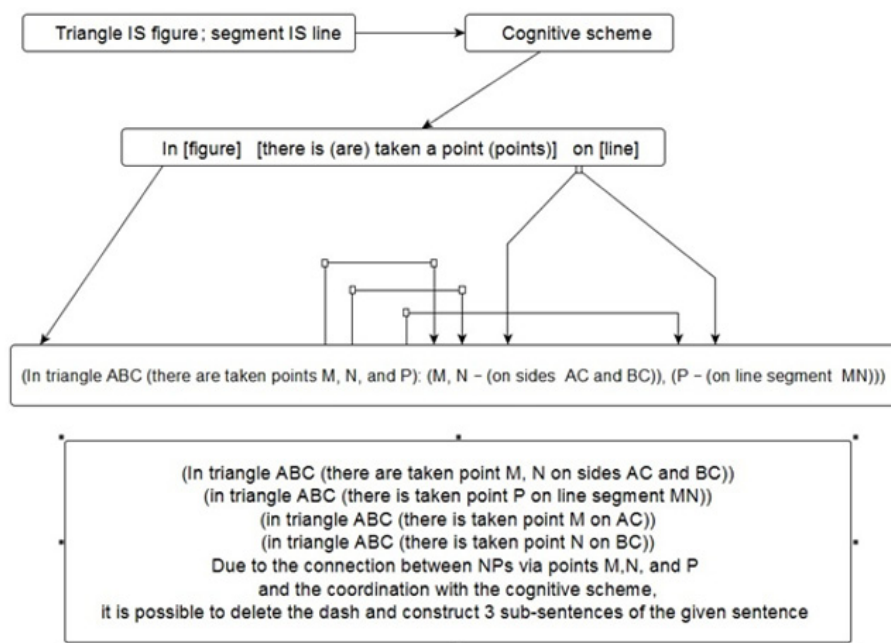 Triangle IS figure; segment IS line
Cognitive scheme
In [figure] [there is (are) taken a point (points)] on [line]
(In triangle ABC (there are taken points M, N, and P): (M, N – (on sides AC and BC)), (P – (on line segment MN)))
(In triangle ABC (there are taken point M, N on sides AC and BC))
(in triangle ABC (there is taken point P on line segment MN))
(in triangle ABC (there is taken point M on AC))
(in triangle ABC (there is taken point N on BC))
Due to the connection between NPs via points M,N, and P
and the coordination with the cognitive scheme,
it is possible to delete the dash and construct 3 sub-sentences of the given sentence